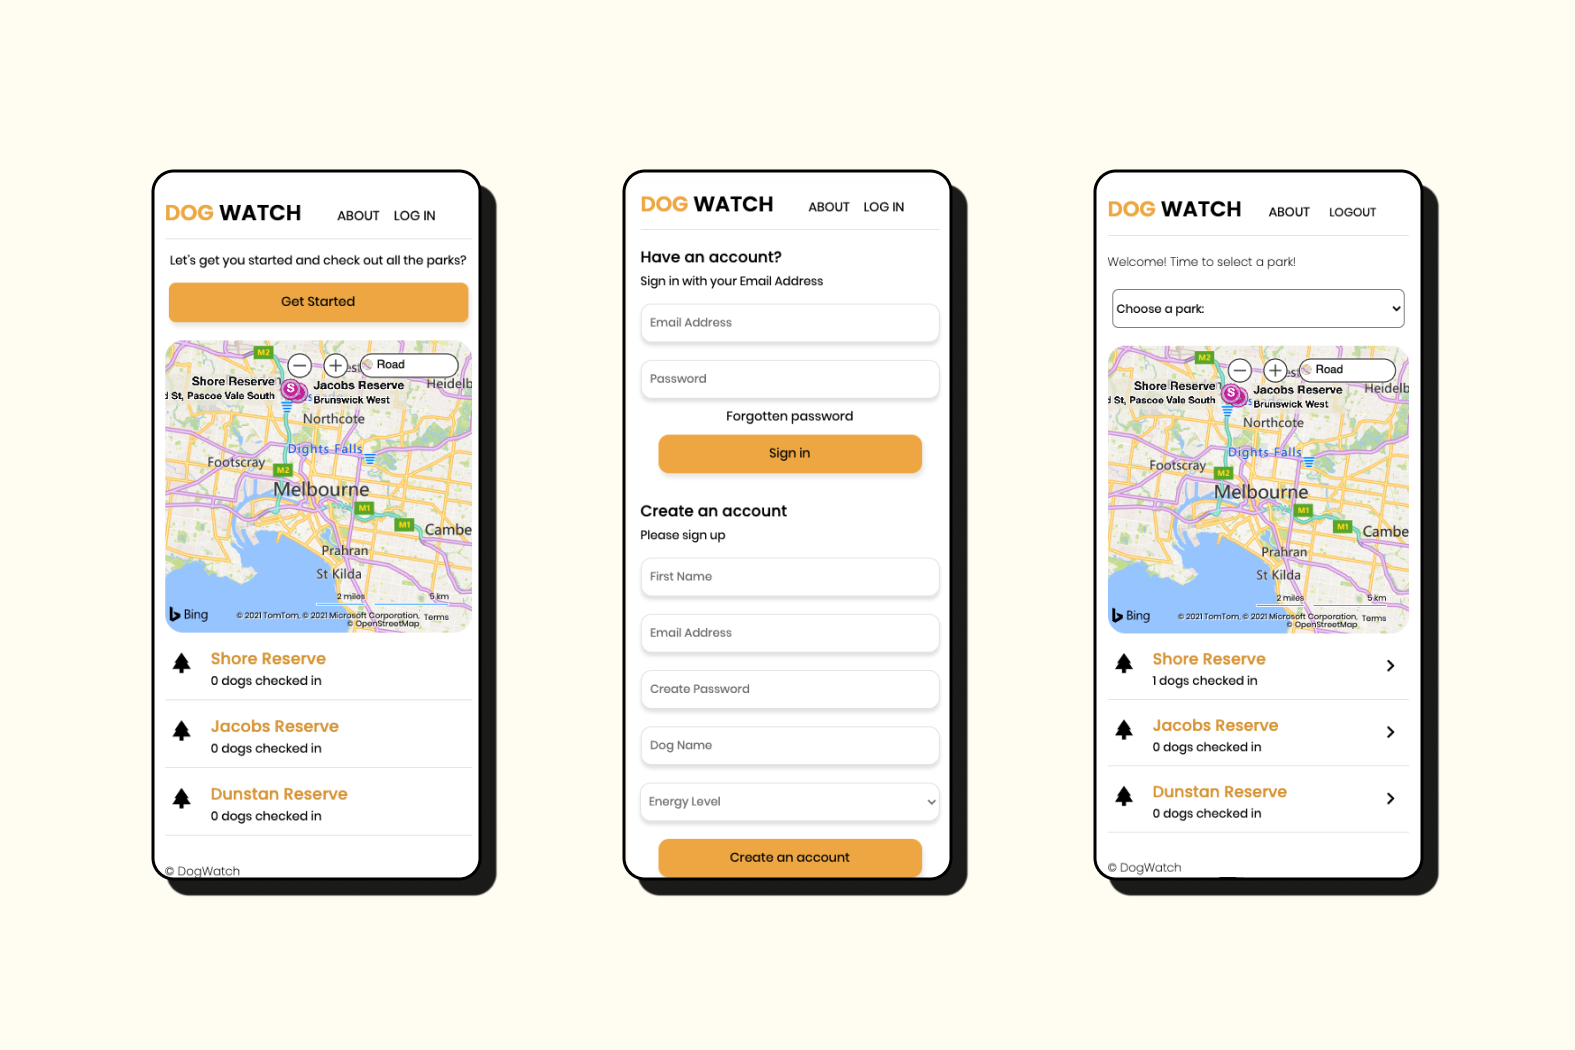 DOG WATCH ABOUT LOG IN
Let's get you started and check out all the parks?
Get Started
M2
Road
Shore Reserve S Jacobs Reserve Heidelb
d St, Pascoe Vale South Brunswick West
Northcote
Dights Falls
Footscray
M2
Melbourne
M1
M1
Cambe
Prahran
St Kilda
2 miles 5 km
Bing © 2021 TomTom, © 2021 Microsoft Corporation, Terms
© OpenStreetMap
Shore Reserve
0 dogs checked in
Jacobs Reserve
0 dogs checked in
Dunstan Reserve
0 dogs checked in
© DogWatch
DOG WATCH ABOUT LOG IN
Have an account?
Sign in with your Email Address
Email Address
Password
Forgotten password
Sign in
Create an account
Please sign up
First Name
Email Address
Create Password
Dog Name
Energy Level
Create an account
DOG WATCH ABOUT LOGOUT
Welcome! Time to select a park!
Choose a park:
M2
Road
Shore Reserve S Jacobs Reserve Heidelb
d St, Pascoe Vale South Brunswick West
Northcote
Dights Falls
Footscray
M2
Melbourne
M1
M1
Cambe
Prahran
St Kilda
2 miles 5 km
Bing © 2021 TomTom, © 2021 Microsoft Corporation, Terms
© OpenStreetMap
Shore Reserve
1 dogs checked in
Jacobs Reserve
0 dogs checked in
Dunstan Reserve
0 dogs checked in
© DogWatch